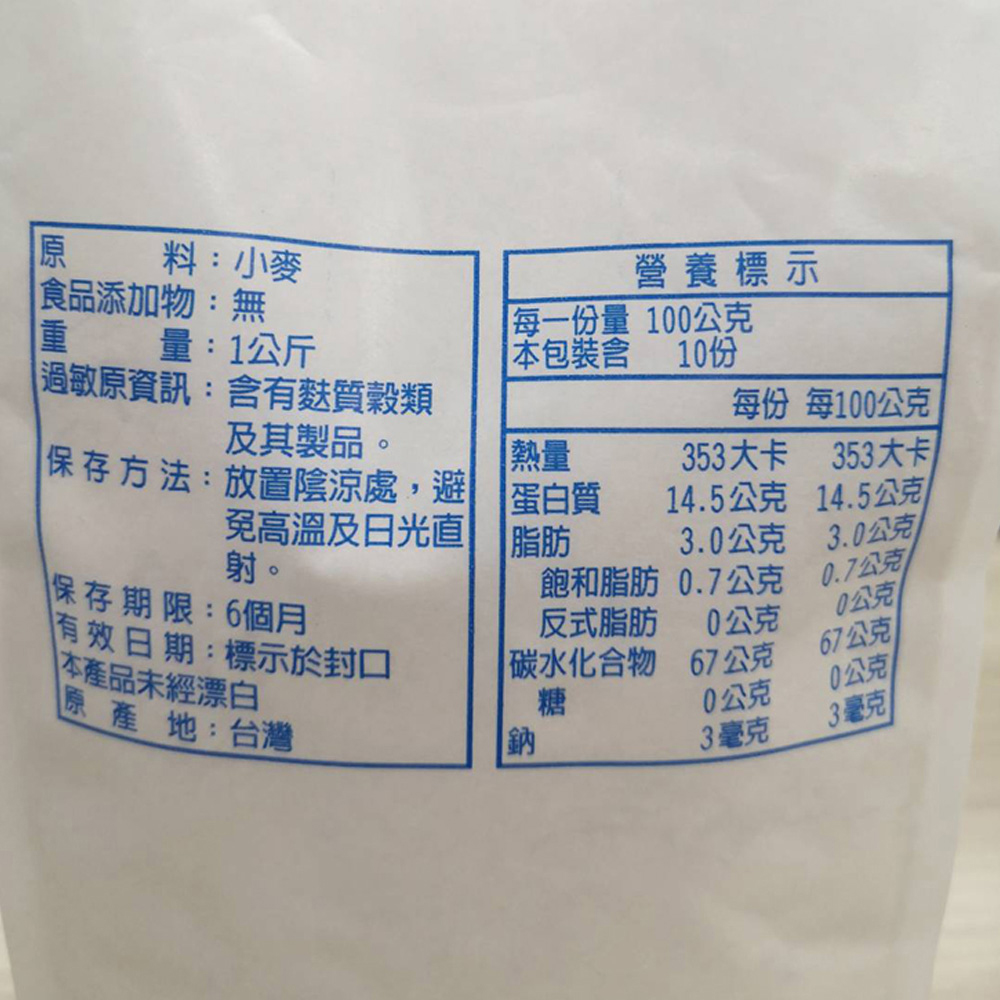 原料：小麥
食品添加物：無
重量：1公斤
過敏原資訊：含有麩質穀類
及其製品。
保存方法：放置陰涼處，避
免高溫及日光直
射。
保存期限：6個月
有效日期：標示於封口
本產品未經漂白
原產地：台灣
營養標示
每一份量 100公克
本包裝含 10份
每份 每100公克
熱量 353大卡 353大卡
蛋白質 14.5公克 14.5公克
脂肪 3.0公克 3.0公克
飽和脂肪 0.7公克 0.7公克
反式脂肪 0公克 0公克
碳水化合物 67公克 67公克
糖 0公克 0公克
鈉 3毫克 3毫克